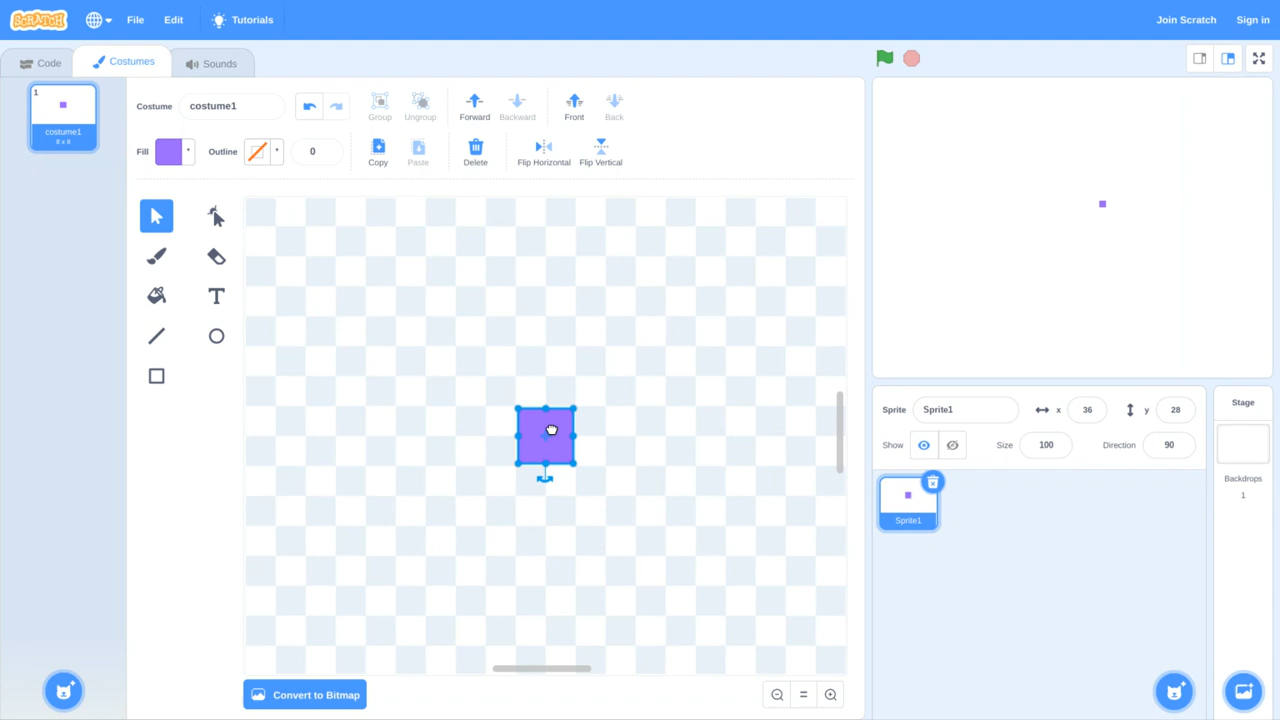 SCRATCH File Edit Tutorials Join Scratch Sign in
Code Costumes Sounds
1
costume1
8 x 8
Costume costume1
Group Ungroup Forward Backward Front Back
Fill Outline 0
Copy Paste Delete Flip Horizontal Flip Vertical
Convert to Bitmap
Sprite Sprite1 x 36 y 28
Show Size 100 Direction 90
Sprite1
Stage
Backdrops
1